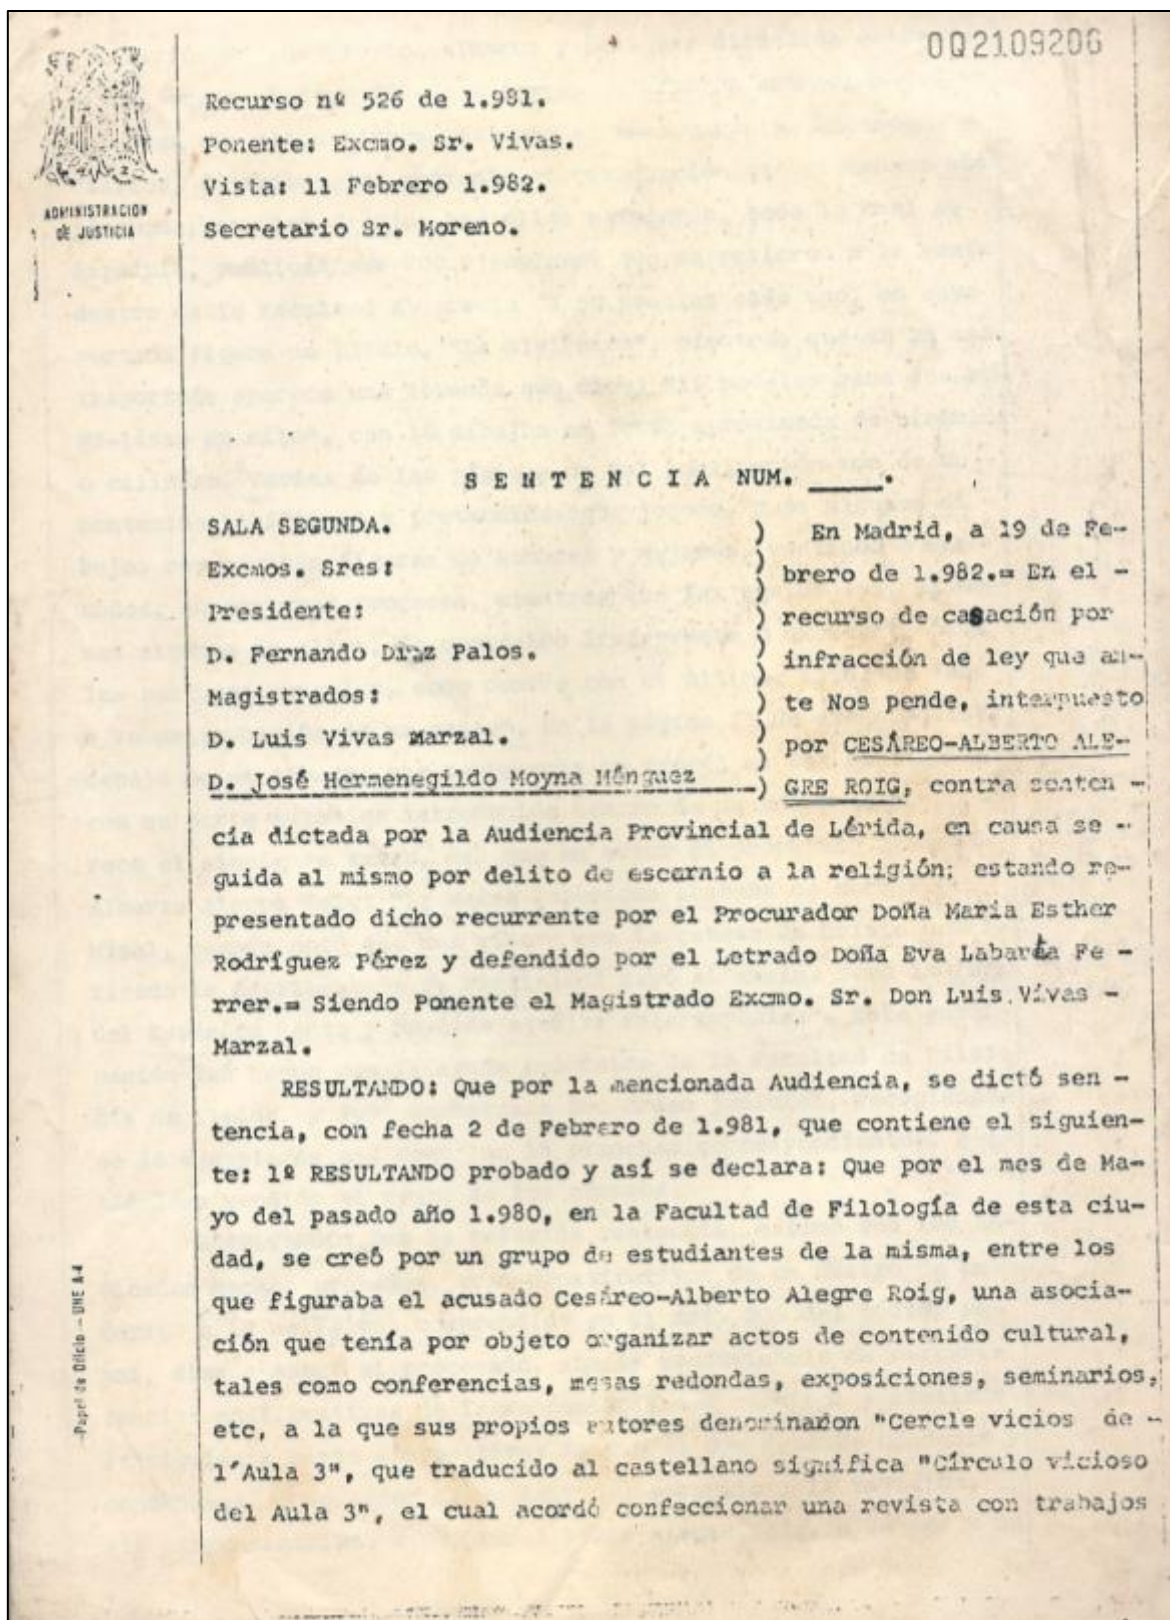 OQ2109206
ADMINISTRACION
DE JUSTICIA
Recurso nº 526 de 1.981.
Ponente: Excmo. Sr. Vivas.
Vista: 11 Febrero 1.982.
Secretario Sr. Moreno.
SENTENCIA NUM. _____.
SALA SEGUNDA.
Excmos. Sres:
Presidente:
D. Fernando Díaz Palos.
Magistrados:
D. Luis Vivas Marzal.
D. José Hermenegildo Moyna Ménguez
) En Madrid, a 19 de Fe-
) brero de 1.982.= En el -
) recurso de casación por
) infracción de ley que an-
) te Nos pende, interpuesto
) por CESÁREO-ALBERTO ALE-
) GRE ROIG, contra senten -
cia dictada por la Audiencia Provincial de Lérida, en causa se -
guida al mismo por delito de escarnio a la religión; estando re-
presentado dicho recurrente por el Procurador Doña Maria Esther
Rodríguez Pérez y defendido por el Letrado Doña Eva Labarta Fe -
rrer.= Siendo Ponente el Magistrado Excmo. Sr. Don Luis Vivas -
Marzal.
RESULTANDO: Que por la mencionada Audiencia, se dictó sen -
tencia, con fecha 2 de Febrero de 1.981, que contiene el siguien-
te: 1º RESULTANDO probado y así se declara: Que por el mes de Ma-
yo del pasado año 1.980, en la Facultad de Filología de esta ciu-
dad, se creó por un grupo de estudiantes de la misma, entre los
que figuraba el acusado Cesáreo-Alberto Alegre Roig, una asocia-
ción que tenía por objeto organizar actos de contenido cultural,
tales como conferencias, mesas redondas, exposiciones, seminarios,
etc, a la que sus propios autores denominaron "Cercle vicios de -
l´Aula 3", que traducido al castellano significa "Círculo vicioso
del Aula 3", el cual acordó confeccionar una revista con trabajos
Papel de Oficio - UNE A-4